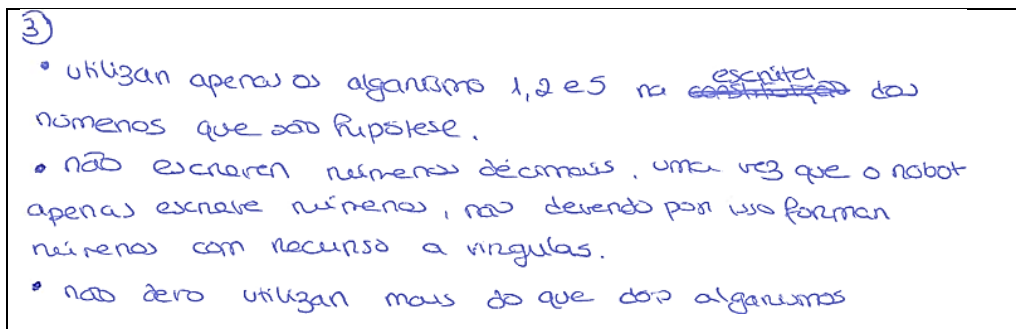 3
• utilizar apenas os algarismo 1, 2 e 5 na escrita dos
números que são hipótese.
• não escrever números décimais, uma vez que o robot
apenas escreve números, não devendo por isso formar
números com recurso a vírgulas.
• não devo utilizar mais do que dois algarismos